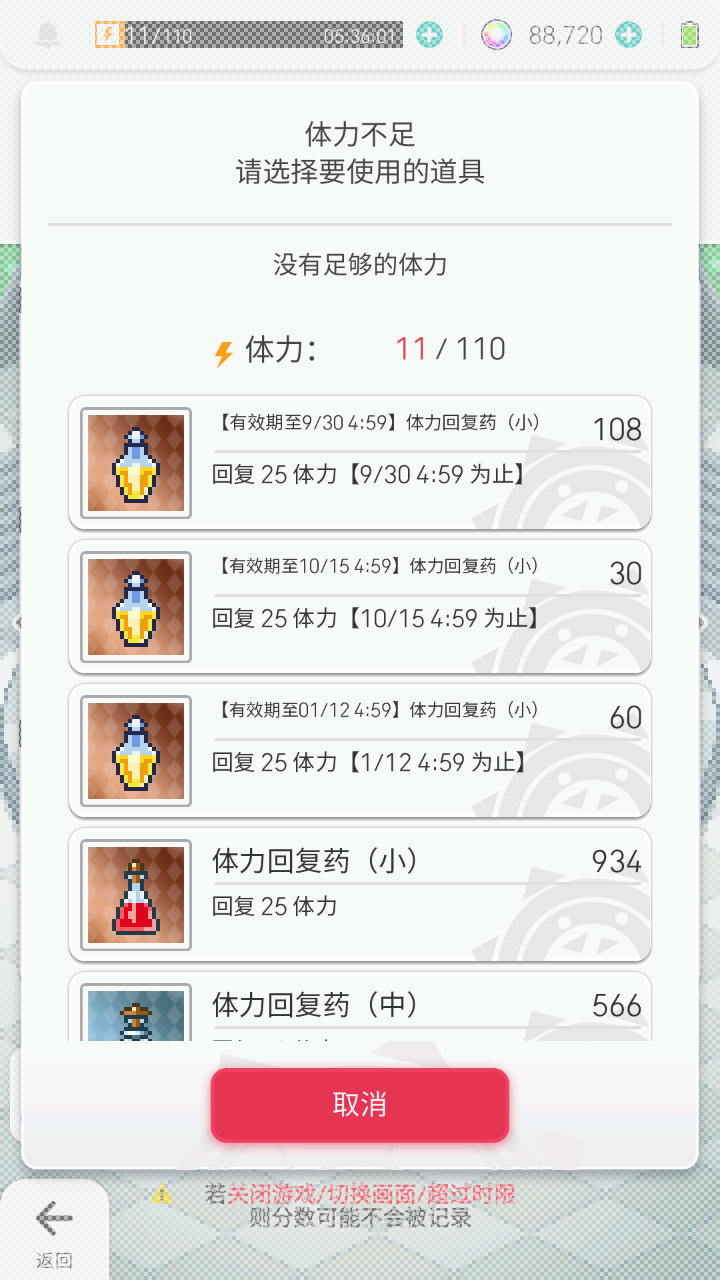 11/110
05:36:01
88,720
体力不足
请选择要使用的道具
没有足够的体力
体力： 11 / 110
【有效期至9/30 4:59】体力回复药（小） 108
回复 25 体力【9/30 4:59 为止】
【有效期至10/15 4:59】体力回复药（小） 30
回复 25 体力【10/15 4:59 为止】
【有效期至01/12 4:59】体力回复药（小） 60
回复 25 体力【1/12 4:59 为止】
体力回复药（小） 934
回复 25 体力
体力回复药（中） 566
取消
若关闭游戏/切换画面/超过时限
则分数可能不会被记录
返回